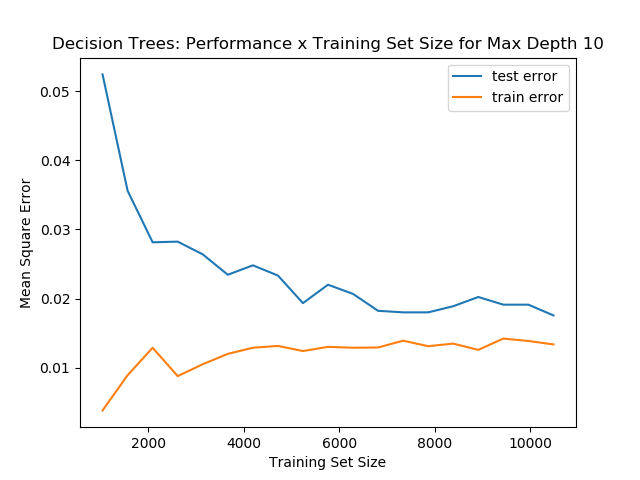 Decision Trees: Performance x Training Set Size for Max Depth 10
test error
train error
0.05
0.04
0.03
0.02
0.01
Mean Square Error
2000 4000 6000 8000 10000
Training Set Size